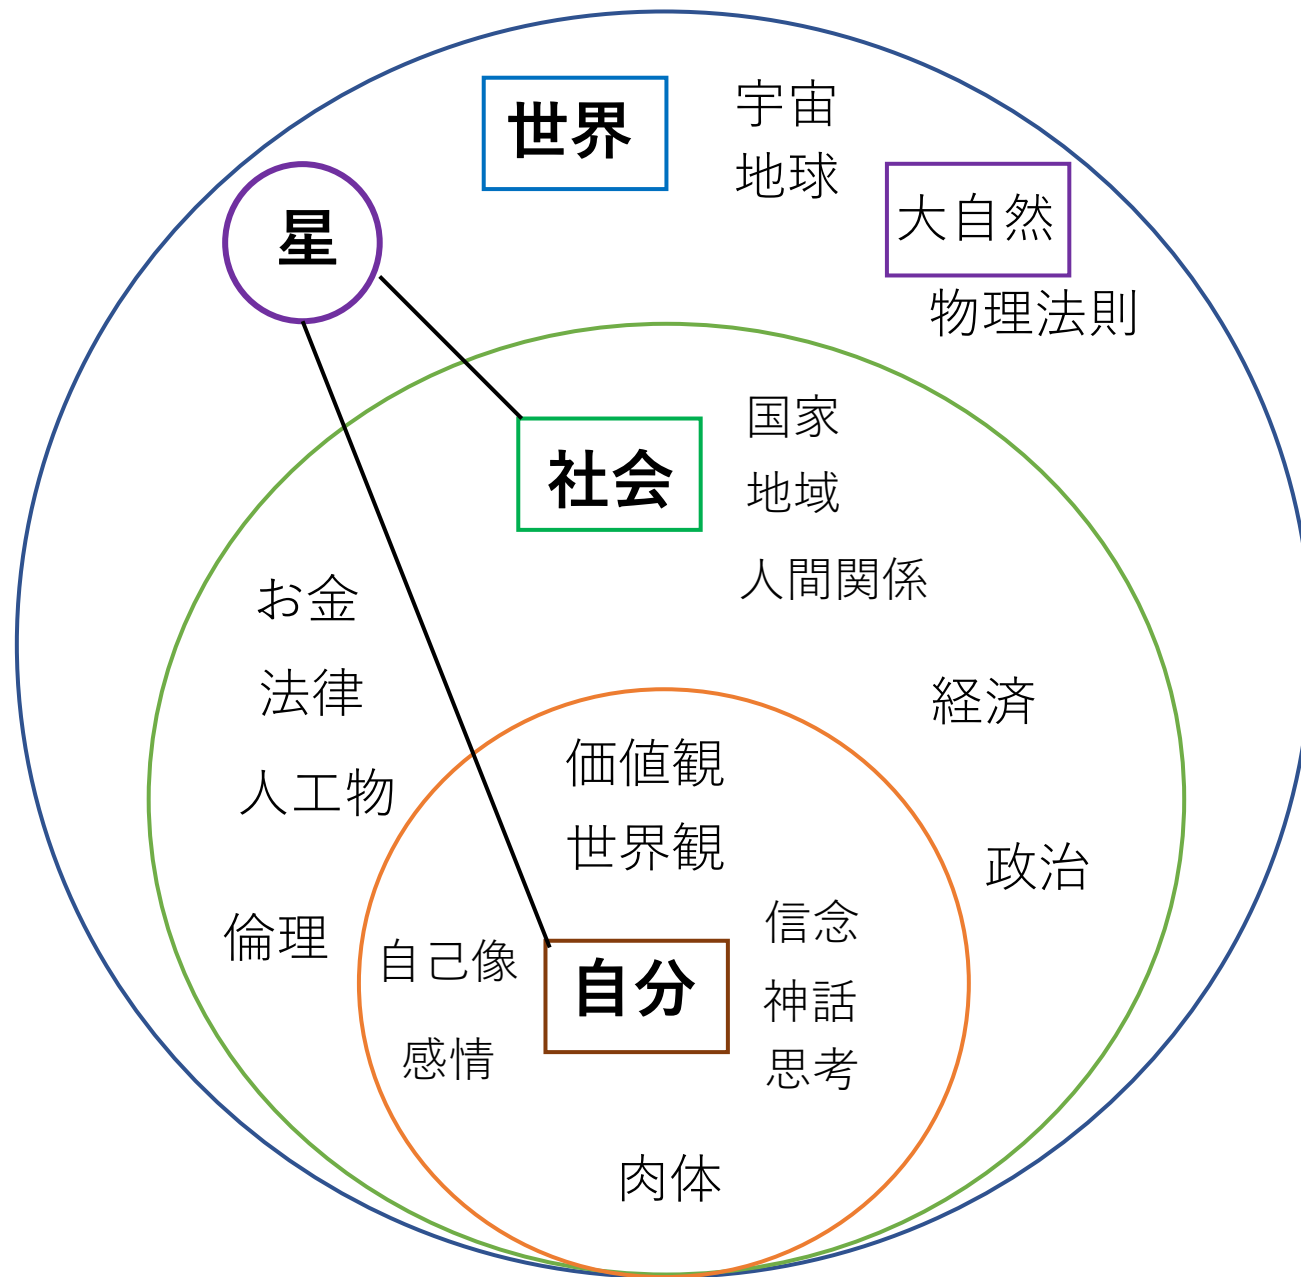 世界
宇宙
地球
大自然
星
物理法則
国家
社会
地域
人間関係
お金
法律
経済
価値観
人工物
世界観
政治
信念
倫理
自己像
自分
神話
感情
思考
肉体